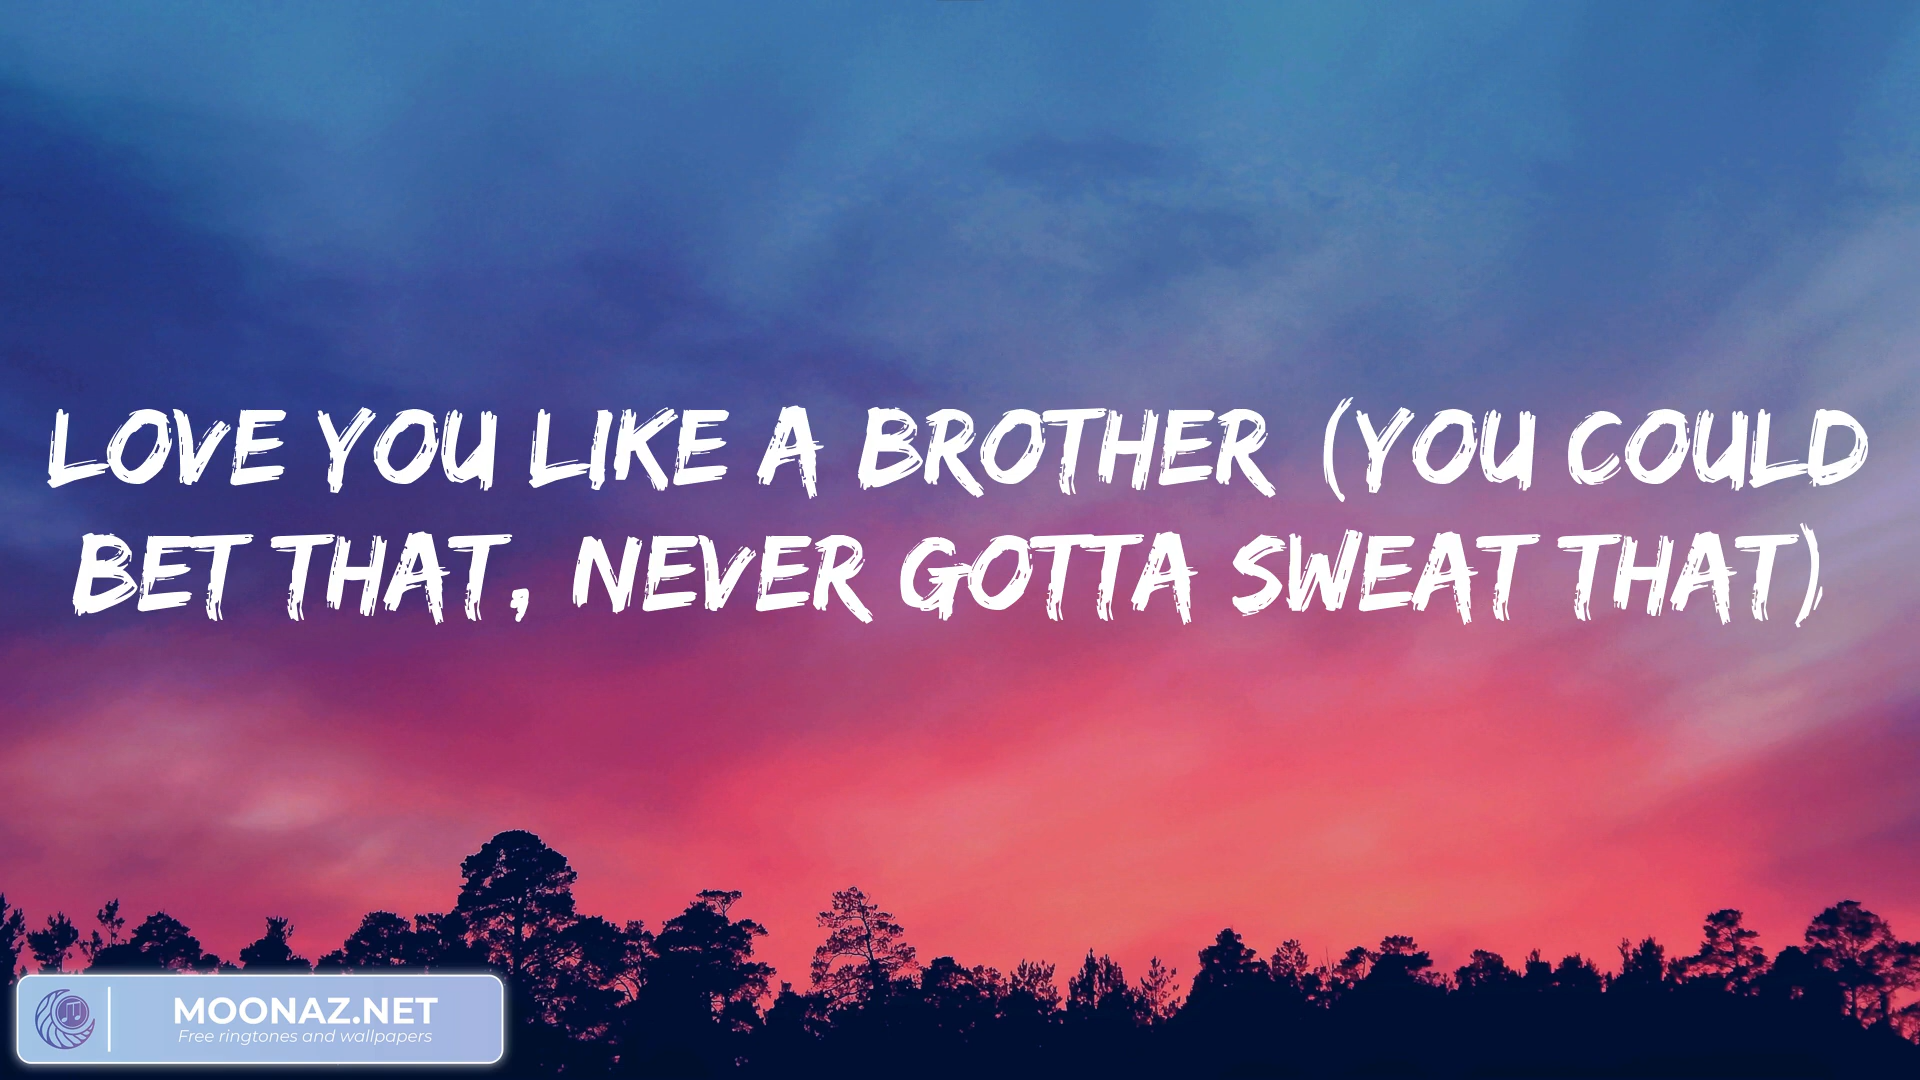 LOVE YOU LIKE A BROTHER (YOU COULD
BET THAT, NEVER GOTTA SWEAT THAT)
MOONAZ.NET
Free ringtones and wallpapers